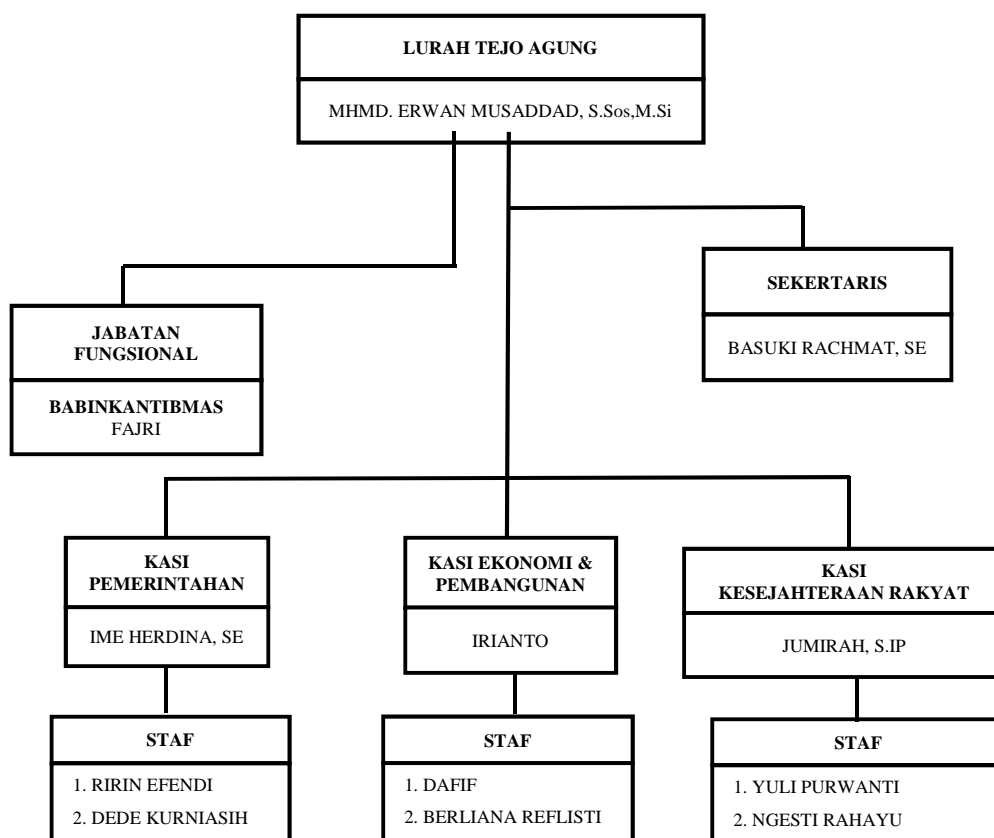 LURAH TEJO AGUNG
MHMD. ERWAN MUSADDAD, S.Sos,M.Si
SEKERTARIS
BASUKI RACHMAT, SE
JABATAN
FUNGSIONAL
BABINKANTIBMAS
FAJRI
KASI
PEMERINTAHAN
IME HERDINA, SE
KASI EKONOMI &
PEMBANGUNAN
IRIANTO
KASI
KESEJAHTERAAN RAKYAT
JUMIRAH, S.IP
STAF
1. RIRIN EFENDI
2. DEDE KURNIASIH
STAF
1. DAFIF
2. BERLIANA REFLISTI
STAF
1. YULI PURWANTI
2. NGESTI RAHAYU